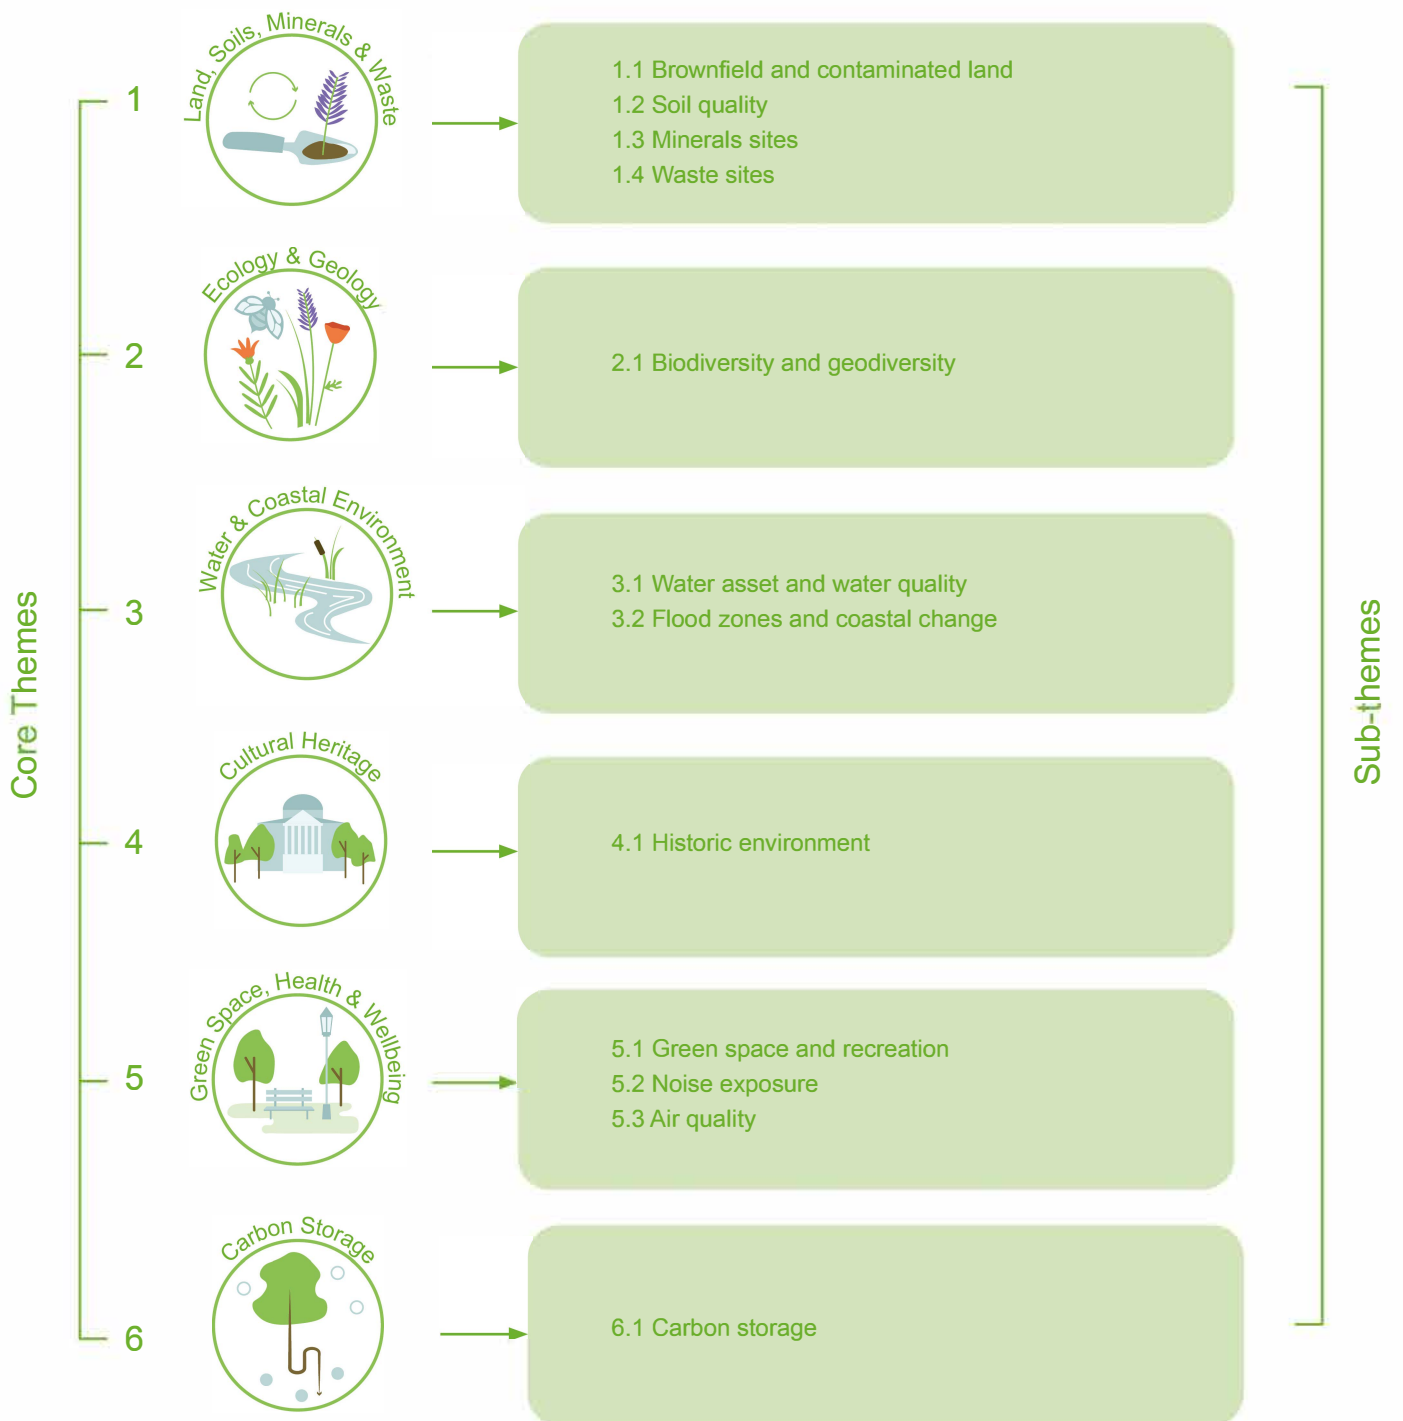 Core Themes
Sub-themes
1
Land, Soils, Minerals & Waste
1.1 Brownfield and contaminated land
1.2 Soil quality
1.3 Minerals sites
1.4 Waste sites
2
Ecology & Geology
2.1 Biodiversity and geodiversity
3
Water & Coastal Environment
3.1 Water asset and water quality
3.2 Flood zones and coastal change
4
Cultural Heritage
4.1 Historic environment
5
Green Space, Health & Wellbeing
5.1 Green space and recreation
5.2 Noise exposure
5.3 Air quality
6
Carbon Storage
6.1 Carbon storage